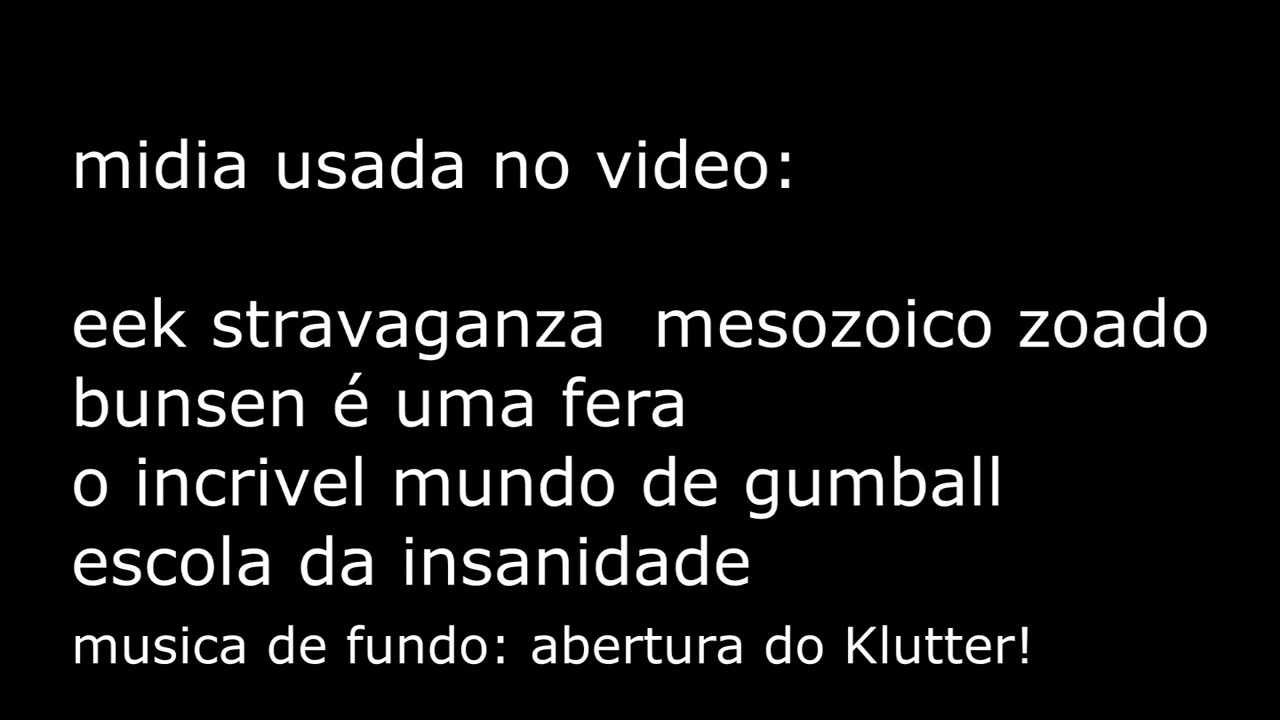 midia usada no video:
eek stravaganza  mesozoico zoado
bunsen é uma fera
o incrivel mundo de gumball
escola da insanidade
musica de fundo: abertura do Klutter!